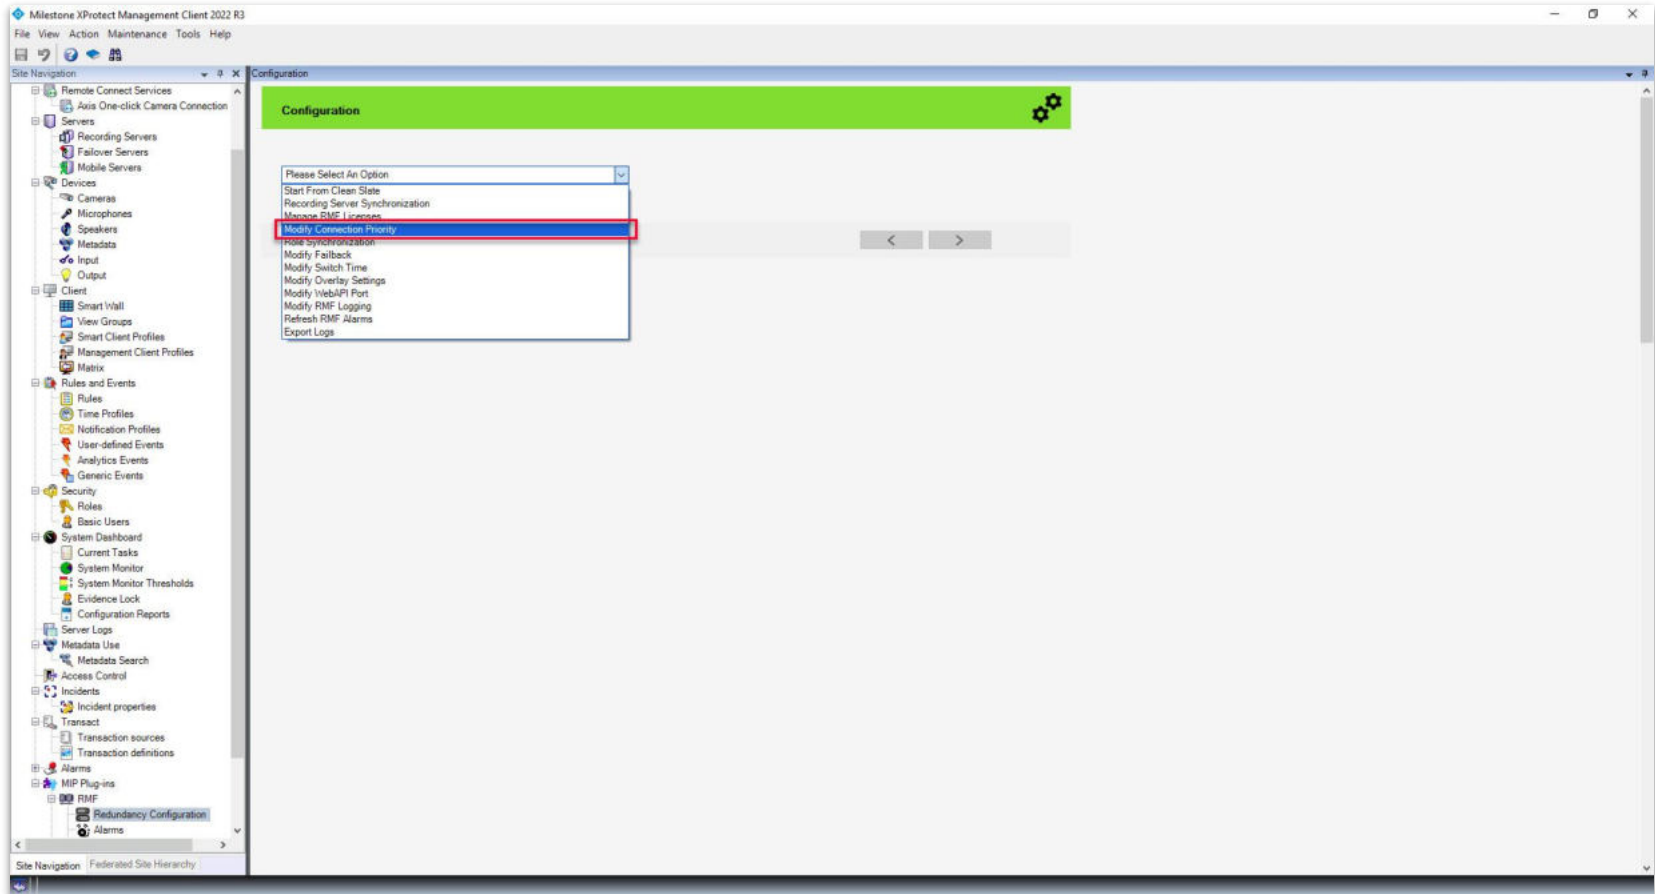 Milestone XProtect Management Client 2022 R3
File View Action Maintenance Tools Help
Site Navigation
Configuration
Remote Connect Services
Axis One-click Camera Connection
Servers
Recording Servers
Failover Servers
Mobile Servers
Devices
Cameras
Microphones
Speakers
Metadata
Input
Output
Client
Smart Wall
View Groups
Smart Client Profiles
Management Client Profiles
Matrix
Rules and Events
Rules
Time Profiles
Notification Profiles
User-defined Events
Analytics Events
Generic Events
Security
Roles
Basic Users
System Dashboard
Current Tasks
System Monitor
System Monitor Thresholds
Evidence Lock
Configuration Reports
Server Logs
Metadata Use
Metadata Search
Access Control
Incidents
Incident properties
Transact
Transaction sources
Transaction definitions
Alarms
MIP Plug-ins
RMF
Redundancy Configuration
Alarms
Site Navigation Federated Site Hierarchy
Configuration
Please Select An Option
Start From Clean Slate
Recording Server Synchronization
Manage RMF Licenses
Modify Connection Priority
Role Synchronization
Modify Failback
Modify Switch Time
Modify Overlay Settings
Modify WebAPI Port
Modify RMF Logging
Refresh RMF Alarms
Export Logs
< >